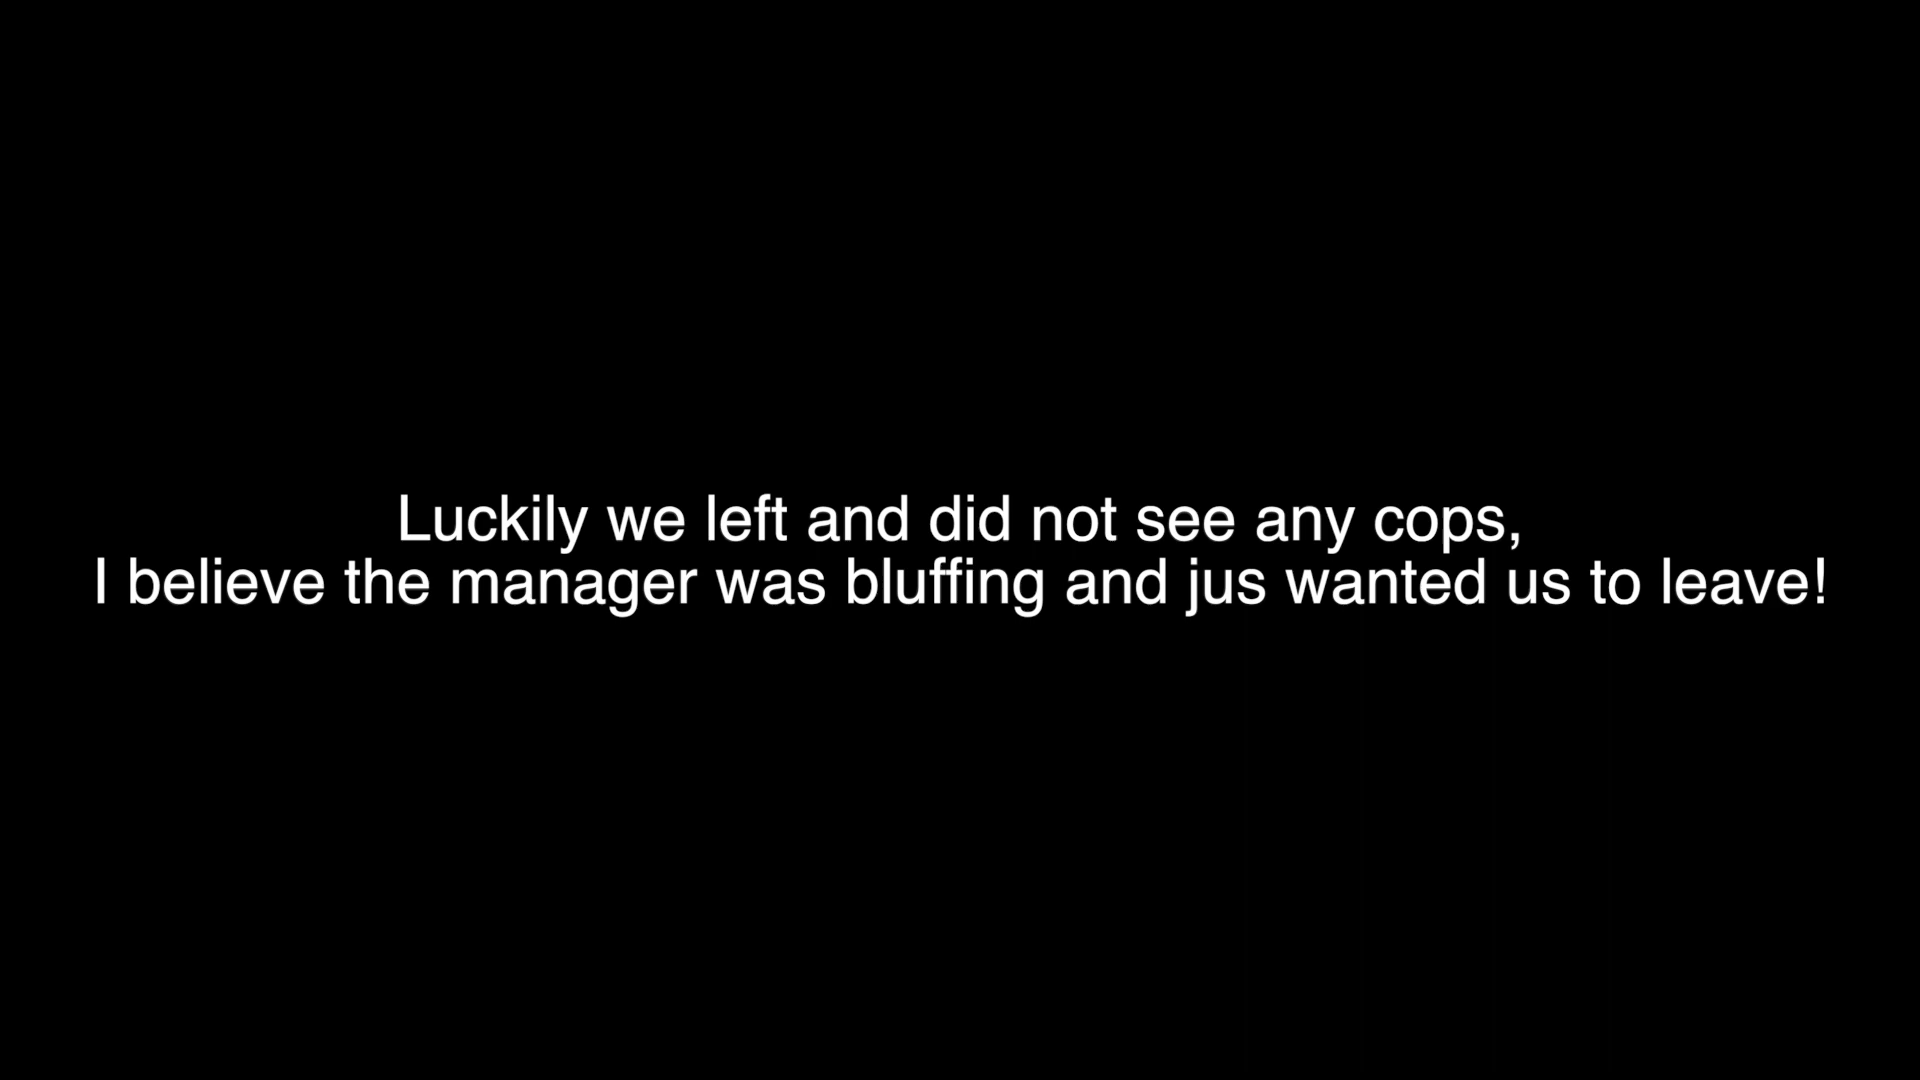 Luckily we left and did not see any cops,
I believe the manager was bluffing and jus wanted us to leave!